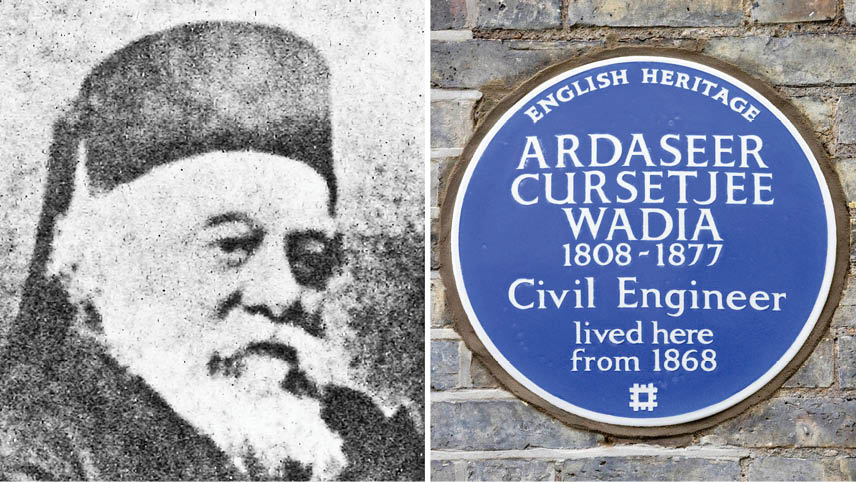 ENGLISH HERITAGE
ARDASEER
CURSETJEE
WADIA
1808-1877
Civil Engineer
lived here
from 1868